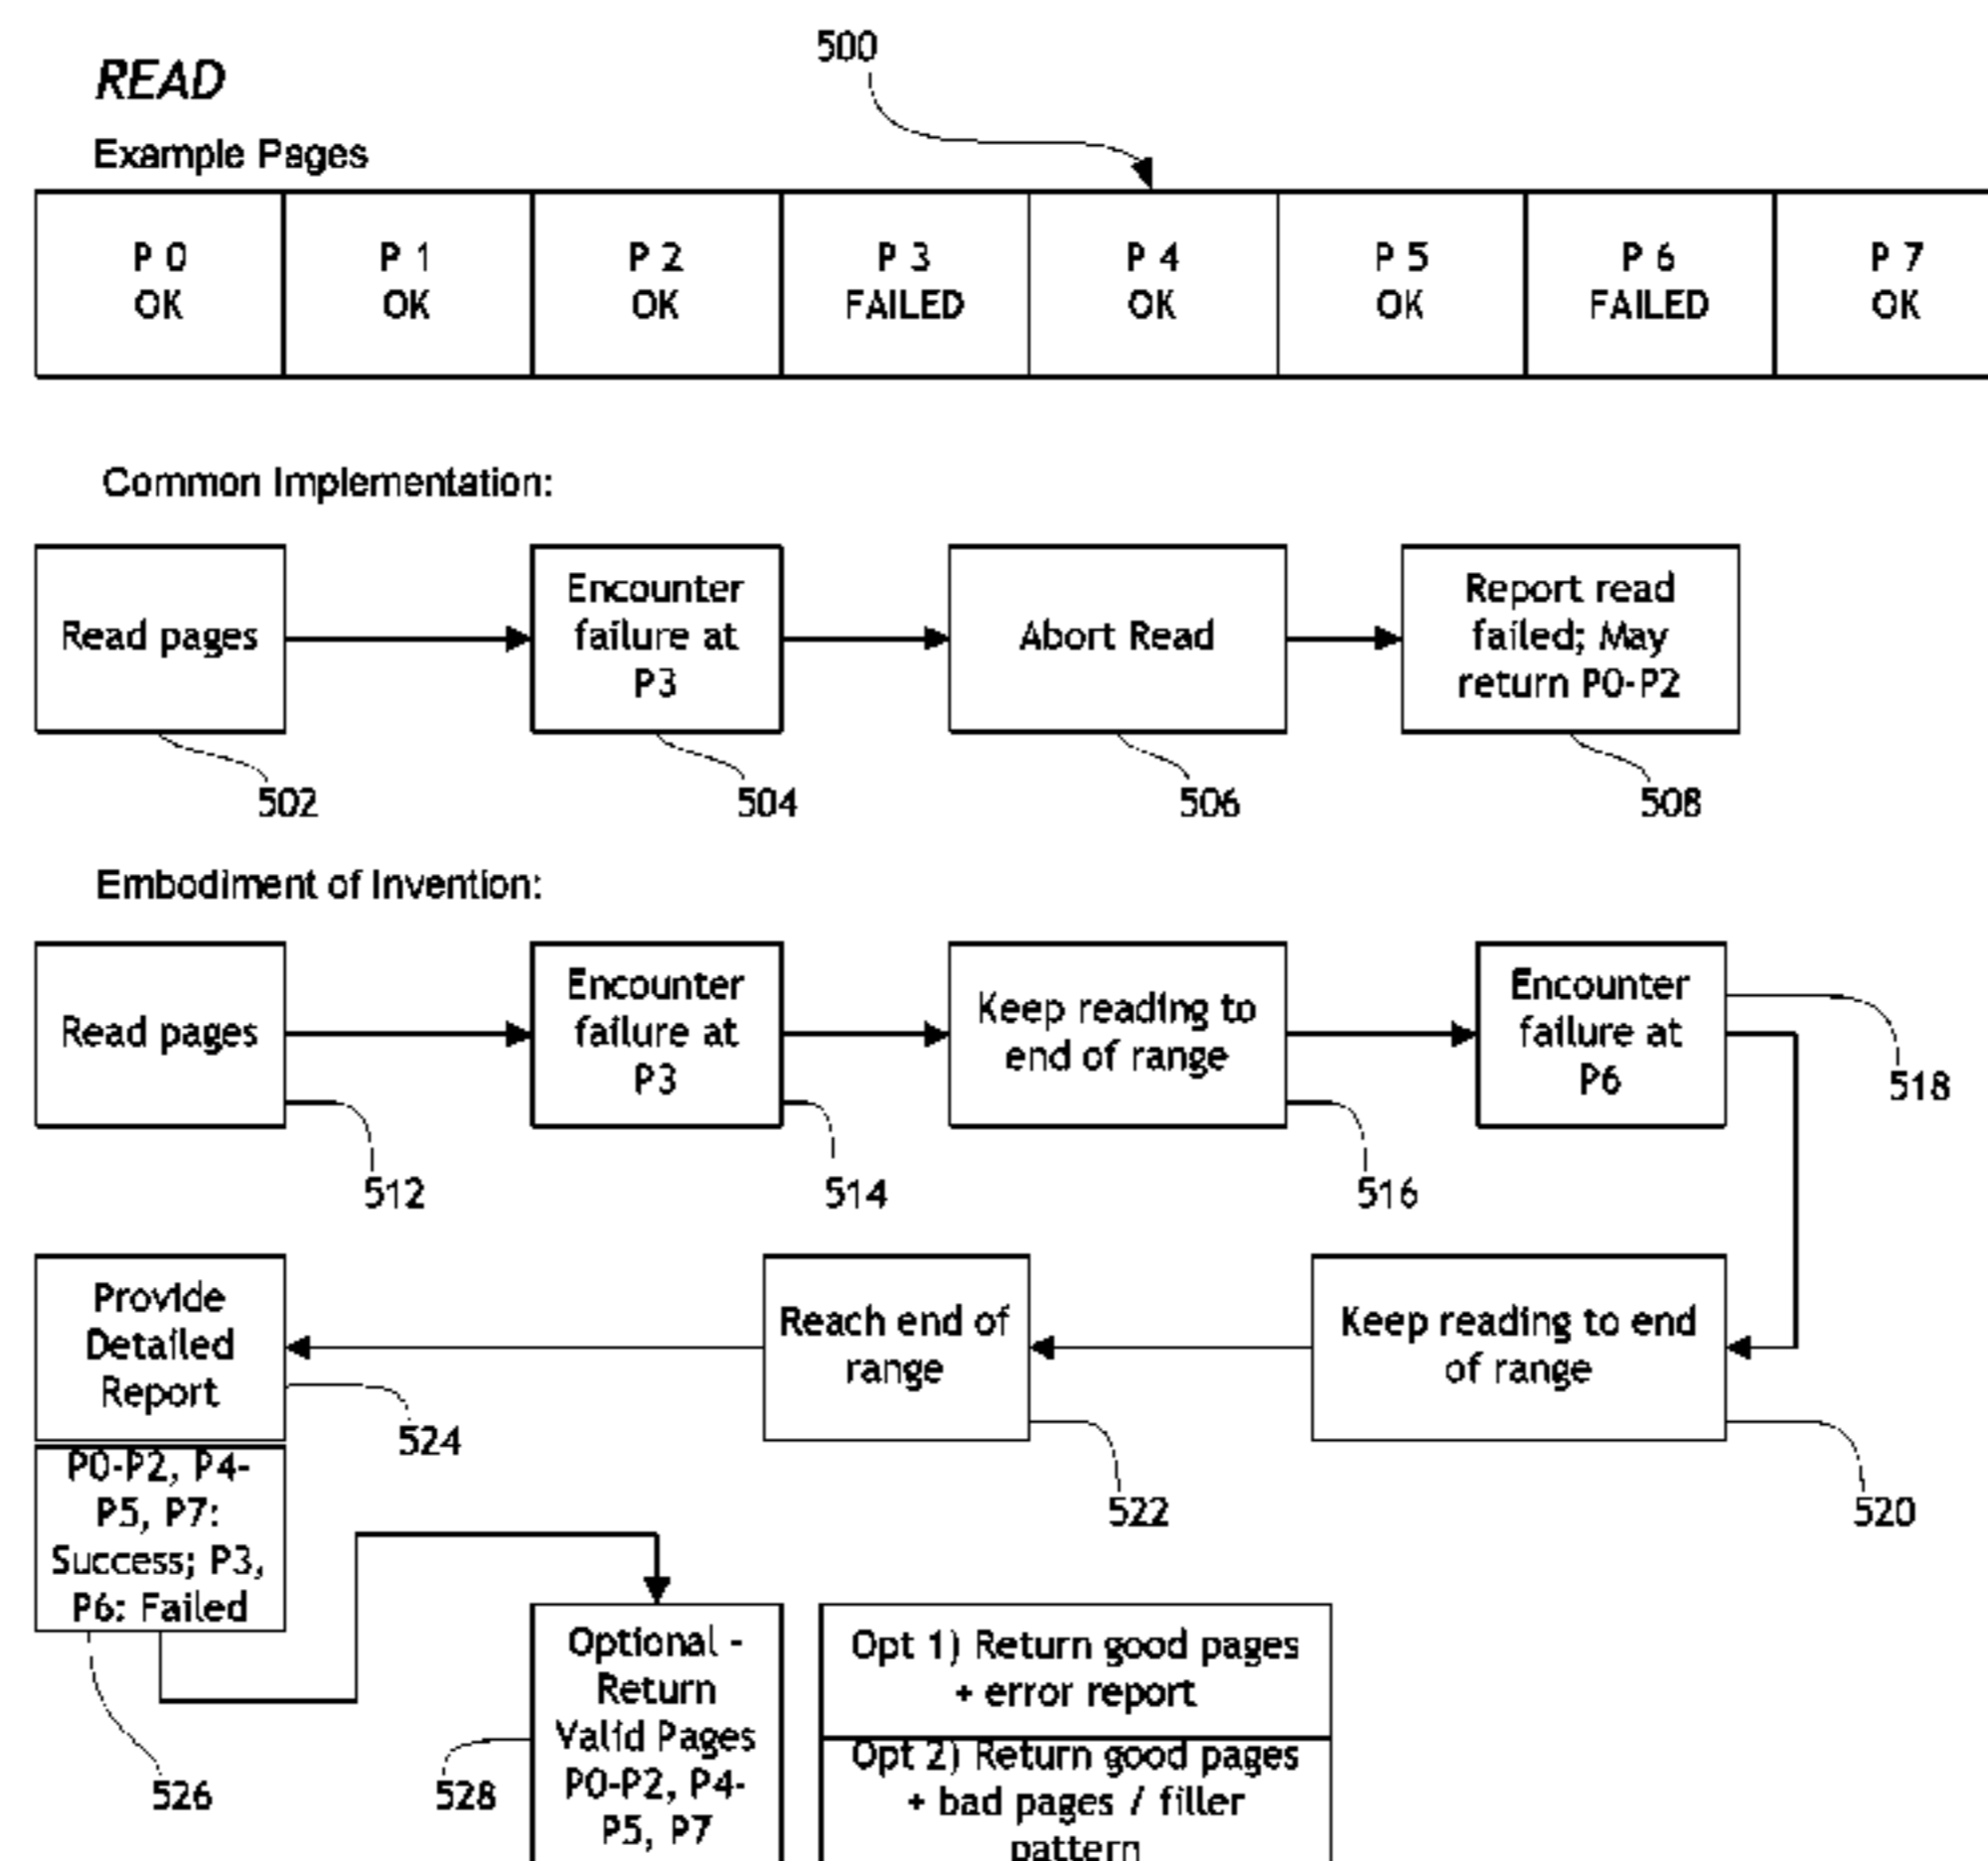 500
READ
Example Pages
P 0
OK
P 1
OK
P 2
OK
P 3
FAILED
P 4
OK
P 5
OK
P 6
FAILED
P 7
OK
Common Implementation:
Read pages
Encounter
failure at
P3
Abort Read
Report read
failed; May
return P0-P2
502
504
506
508
Embodiment of Invention:
Read pages
Encounter
failure at
P3
Keep reading to
end of range
Encounter
failure at
P6
518
512
514
516
Provide
Detailed
Report
Reach end of
range
Keep reading to end
of range
524
522
520
P0-P2, P4-
P5, P7:
Success; P3,
P6: Failed
Optional -
Return
Valid Pages
P0-P2, P4-
P5, P7
Opt 1) Return good pages
+ error report
Opt 2) Return good pages
+ bad pages / filler
pattern
526
528